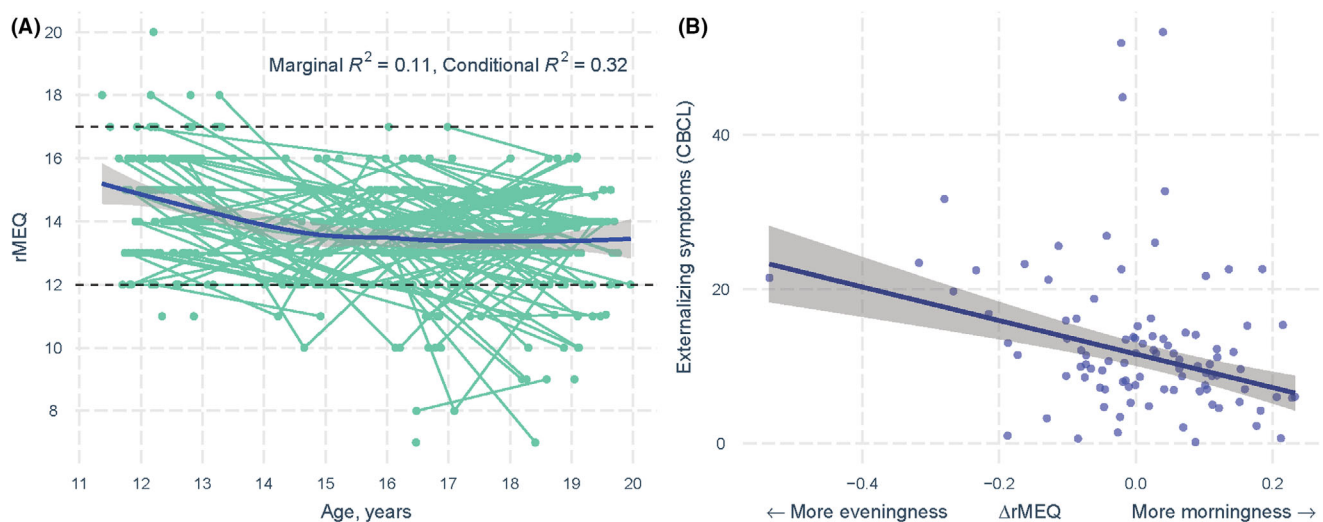 (A)
Marginal R² = 0.11, Conditional R² = 0.32
rMEQ
20
18
16
14
12
10
8
11 12 13 14 15 16 17 18 19 20
Age, years
(B)
Externalizing symptoms (CBCL)
40
20
0
−0.4 −0.2 0.0 0.2
← More eveningness ΔrMEQ More morningness →